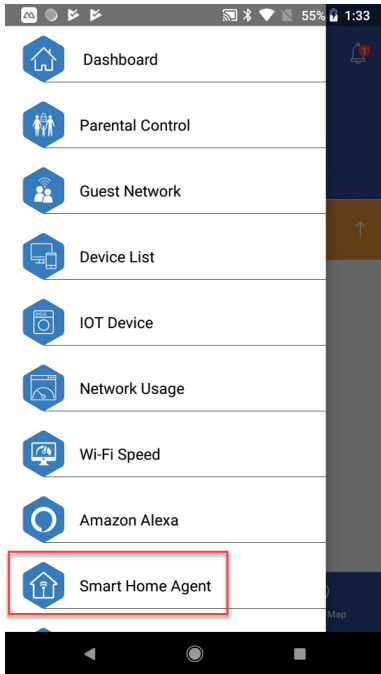 55% 1:33
1
Dashboard
Parental Control
Guest Network
Device List
IOT Device
Network Usage
Wi-Fi Speed
Amazon Alexa
Smart Home Agent
Map